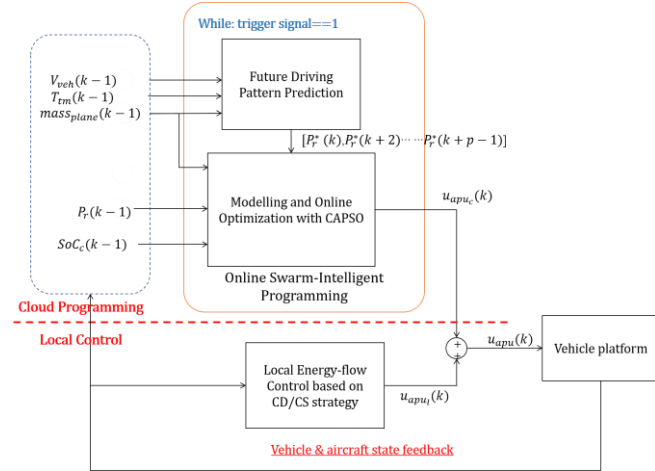 While: trigger signal==1
V_veh(k − 1)
T_tm(k − 1)
mass_plane(k − 1)
Future Driving
Pattern Prediction
[P_r^*(k),P_r^*(k+2)⋯ ⋯P_r^*(k+p−1)]
Modelling and Online
Optimization with CAPSO
P_r(k − 1)
SoC_c(k − 1)
u_apu_c(k)
Online Swarm-Intelligent
Programming
Cloud Programming
Local Control
Local Energy-flow
Control based on
CD/CS strategy
u_apu_l(k)
+
+
u_apu(k)
Vehicle platform
Vehicle & aircraft state feedback